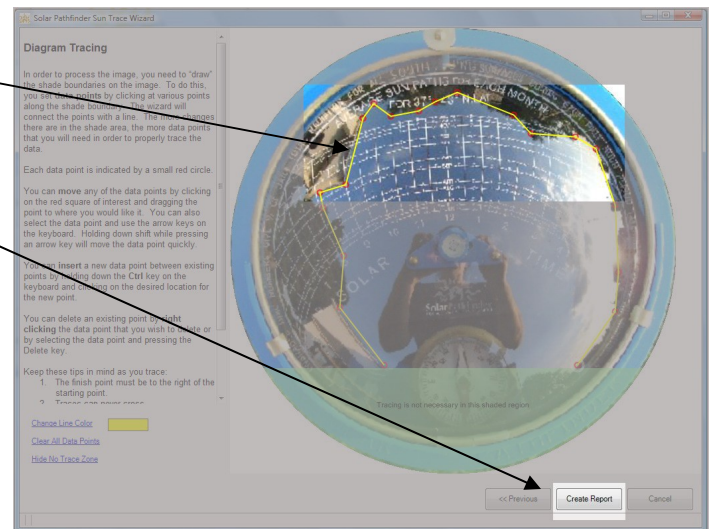 Solar Pathfinder Sun Trace Wizard
Diagram Tracing
In order to process the image, you need to "draw"
the shade boundaries on the image. To do this,
you set data points by clicking at various points
along the shade boundary. The wizard will
connect the points with a line. The more changes
there are in the shade area, the more data points
that you will need in order to properly trace the
data.
Each data point is indicated by a small red circle.
You can move any of the data points by clicking
on the red square of interest and dragging the
point to where you would like it. You can also
select the data point and use the arrow keys on
the keyboard. Holding down shift while pressing
an arrow key will move the data point quickly.
You can insert a new data point between existing
points by holding down the Ctrl key on the
keyboard and clicking on the desired location for
the new point.
You can delete an existing point by right
clicking the data point that you wish to delete or
by selecting the data point and pressing the
Delete key.
Keep these tips in mind as you trace:
1. The finish point must be to the right of the
starting point.
2. Traces can never cross
Change Line Color
Clear All Data Points
Hide No Trace Zone
SUN PATHS FOR EACH MONTH
SOLAR
Tracing is not necessary in this shaded region
<< Previous
Create Report
Cancel